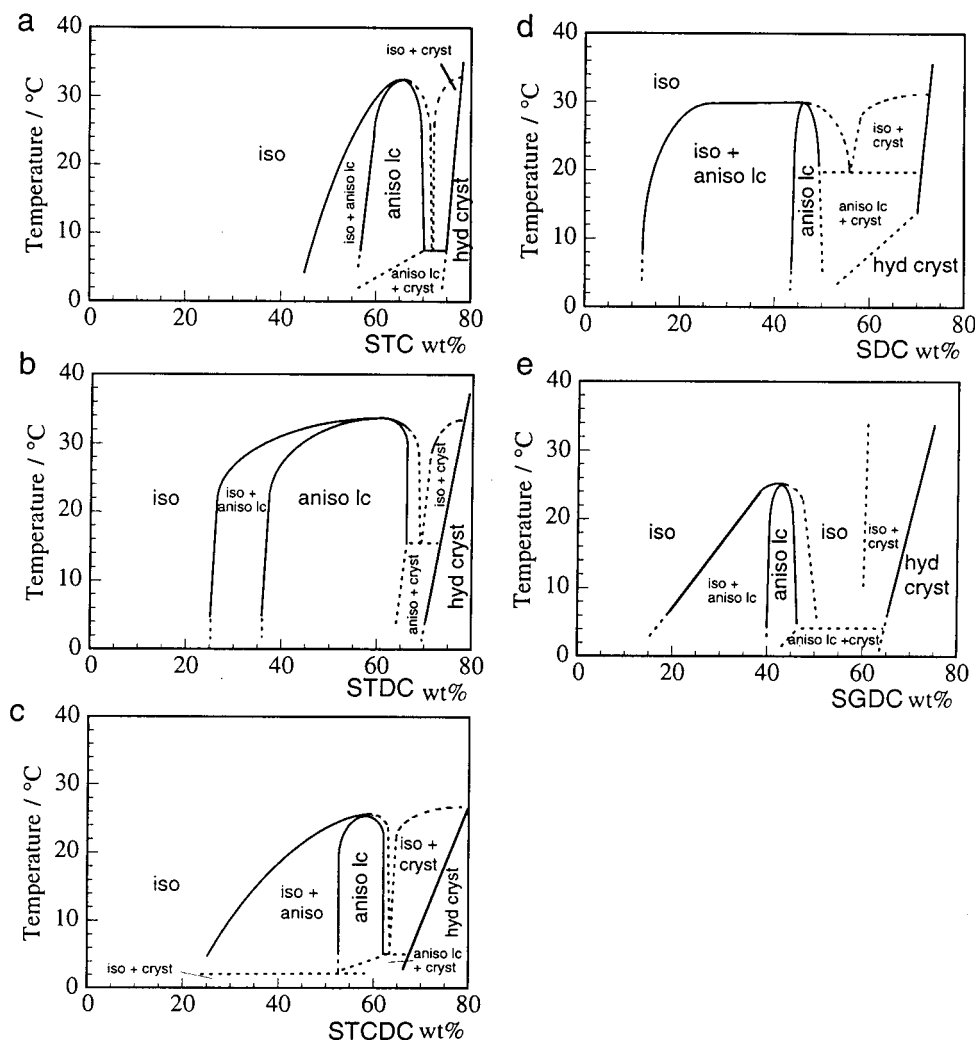 a
40
30
20
10
0
Temperature / °C
iso
iso + aniso lc
aniso lc
iso + cryst
aniso lc
+ cryst
hyd cryst
0 20 40 60 80
STC wt%
b
40
30
20
10
0
Temperature / °C
iso
iso +
aniso lc
aniso lc
aniso + cryst
iso + cryst
hyd cryst
0 20 40 60 80
STDC wt%
c
40
30
20
10
0
Temperature / °C
iso
iso +
aniso
aniso lc
iso +
cryst
hyd cryst
iso + cryst
aniso lc
+ cryst
0 20 40 60 80
STCDC wt%
d
40
30
20
10
0
Temperature / °C
iso
iso +
aniso lc
aniso lc
iso +
cryst
aniso lc
+ cryst
hyd cryst
0 20 40 60 80
SDC wt%
e
40
30
20
10
0
Temperature / °C
iso
iso +
aniso lc
aniso lc
iso
iso +
cryst
hyd
cryst
aniso lc +cryst
0 20 40 60 80
SGDC wt%